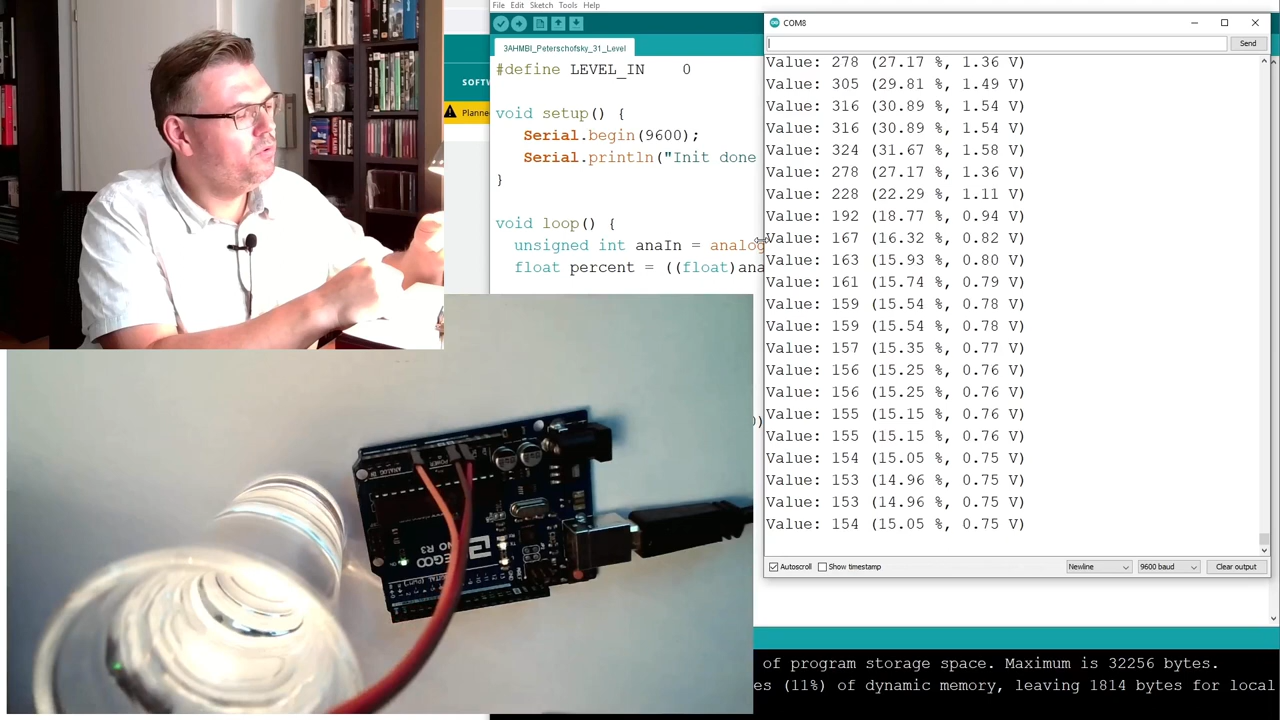 File Edit Sketch Tools Help
3AHMBI_Peterschofsky_31_Level
SOFTW
Planne
#define LEVEL_IN 0
void setup() {
Serial.begin(9600);
Serial.println("Init done
}
void loop() {
unsigned int anaIn = analog
float percent = ((float)ana
)
COM8
Send
Value: 278 (27.17 %, 1.36 V)
Value: 305 (29.81 %, 1.49 V)
Value: 316 (30.89 %, 1.54 V)
Value: 316 (30.89 %, 1.54 V)
Value: 324 (31.67 %, 1.58 V)
Value: 278 (27.17 %, 1.36 V)
Value: 228 (22.29 %, 1.11 V)
Value: 192 (18.77 %, 0.94 V)
Value: 167 (16.32 %, 0.82 V)
Value: 163 (15.93 %, 0.80 V)
Value: 161 (15.74 %, 0.79 V)
Value: 159 (15.54 %, 0.78 V)
Value: 159 (15.54 %, 0.78 V)
Value: 157 (15.35 %, 0.77 V)
Value: 156 (15.25 %, 0.76 V)
Value: 156 (15.25 %, 0.76 V)
Value: 155 (15.15 %, 0.76 V)
Value: 155 (15.15 %, 0.76 V)
Value: 154 (15.05 %, 0.75 V)
Value: 153 (14.96 %, 0.75 V)
Value: 153 (14.96 %, 0.75 V)
Value: 154 (15.05 %, 0.75 V)
Autoscroll Show timestamp Newline 9600 baud Clear output
of program storage space. Maximum is 32256 bytes.
es (11%) of dynamic memory, leaving 1814 bytes for local
ANALOG IN
POWER
UNO R3